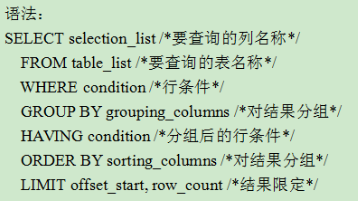 语法：
SELECT selection_list /*要查询的列名称*/
FROM table_list /*要查询的表名称*/
WHERE condition /*行条件*/
GROUP BY grouping_columns /*对结果分组*/
HAVING condition /*分组后的行条件*/
ORDER BY sorting_columns /*对结果分组*/
LIMIT offset_start, row_count /*结果限定*/